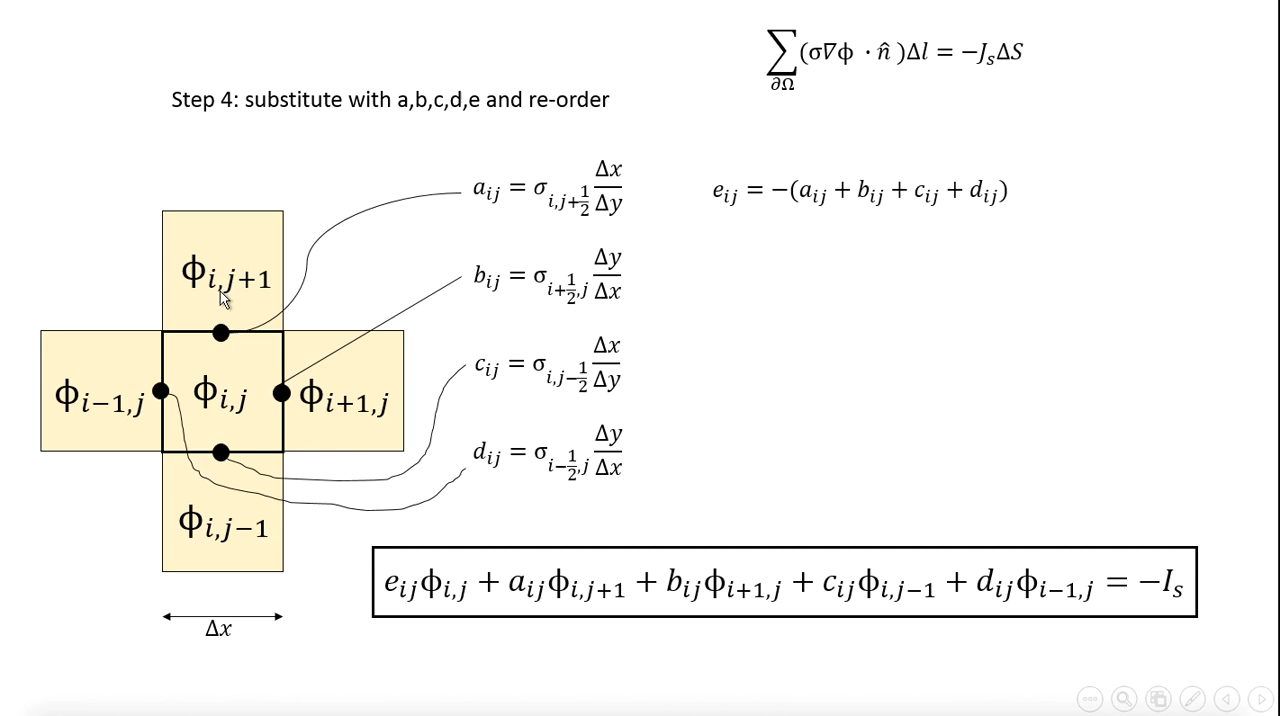 ∑∂Ω (σ∇ϕ · n̂ )Δl = −J_sΔS
Step 4: substitute with a,b,c,d,e and re-order
a_{ij} = σ_{i,j+1/2} Δx/Δy
e_{ij} = −(a_{ij} + b_{ij} + c_{ij} + d_{ij})
b_{ij} = σ_{i+1/2,j} Δy/Δx
c_{ij} = σ_{i,j−1/2} Δx/Δy
d_{ij} = σ_{i−1/2,j} Δy/Δx
ϕ_{i,j+1}
ϕ_{i−1,j}
ϕ_{i,j}
ϕ_{i+1,j}
ϕ_{i,j−1}
e_{ij}ϕ_{i,j} + a_{ij}ϕ_{i,j+1} + b_{ij}ϕ_{i+1,j} + c_{ij}ϕ_{i,j−1} + d_{ij}ϕ_{i−1,j} = −I_s
Δx